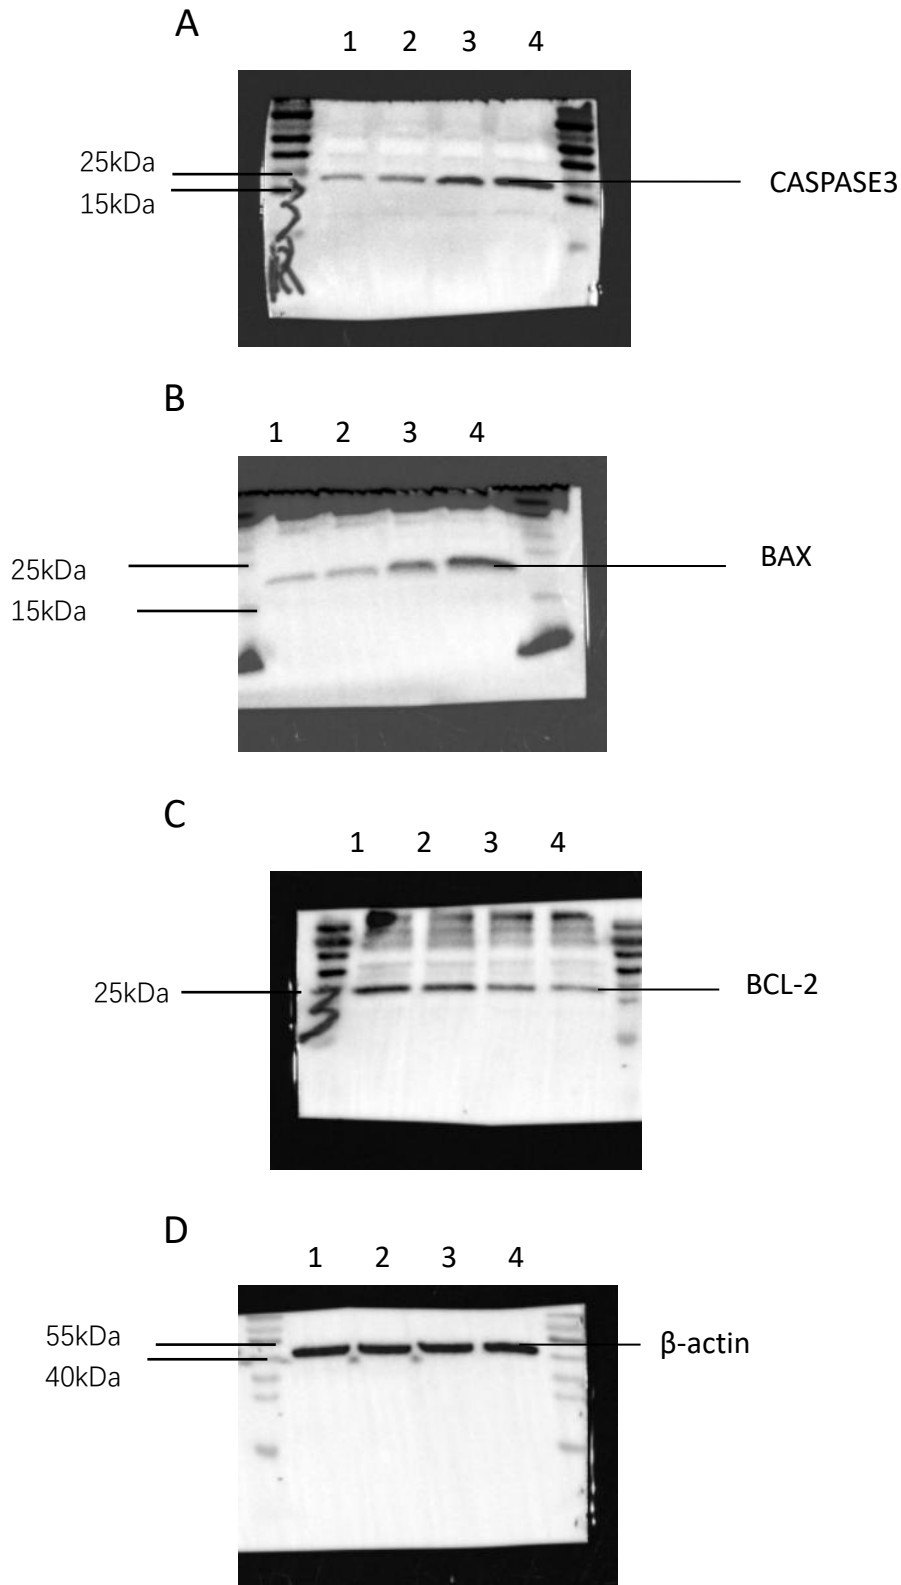 A
1 2 3 4
25kDa
15kDa
CASPASE3
B
1 2 3 4
25kDa
15kDa
BAX
C
1 2 3 4
25kDa
BCL-2
D
1 2 3 4
55kDa
40kDa
β-actin